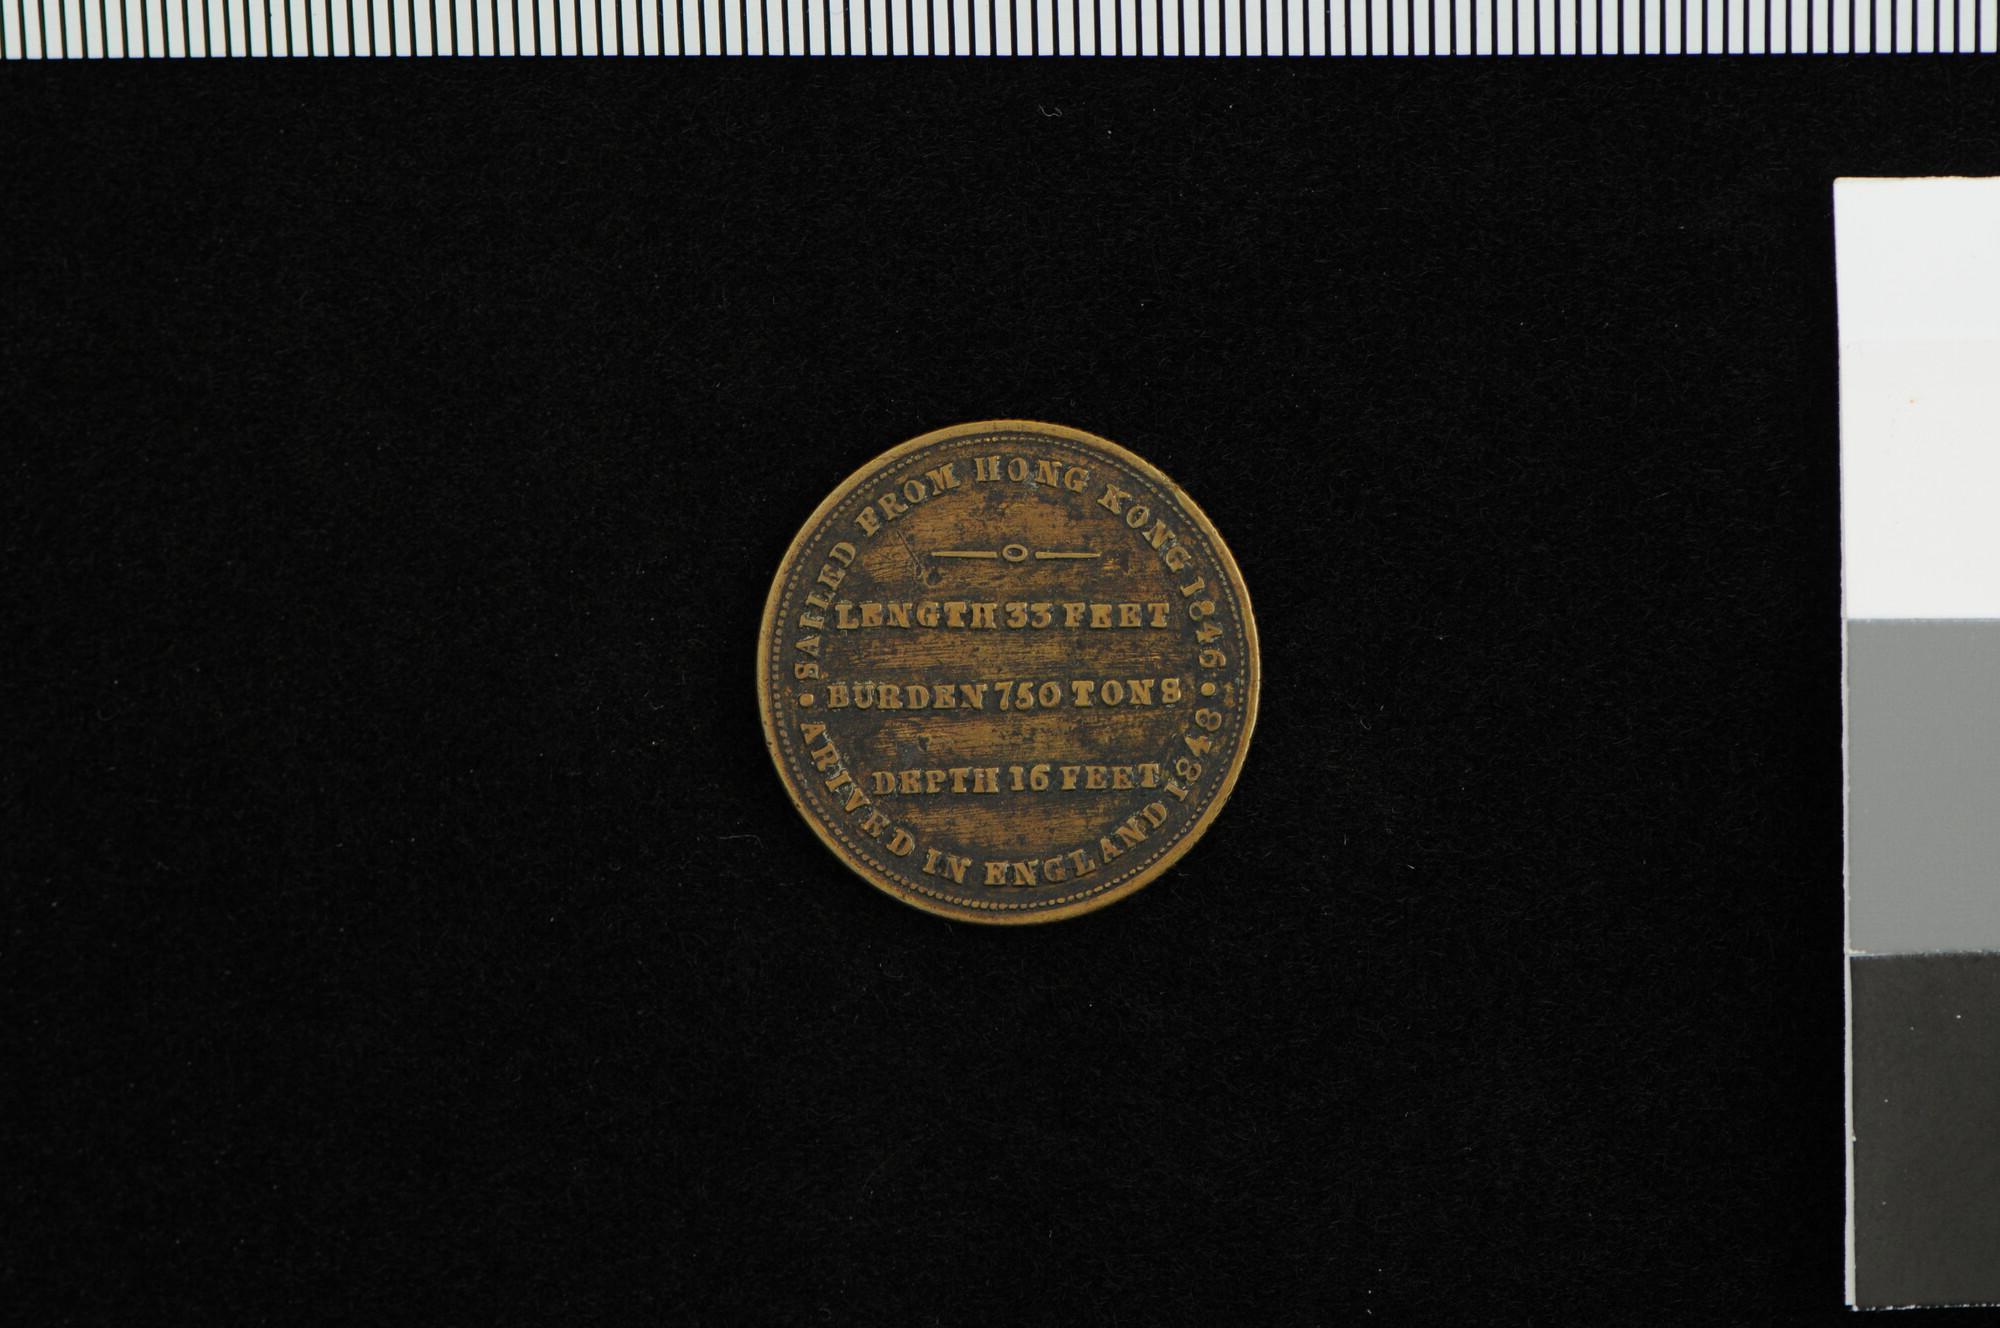 SAILED FROM HONG KONG 1846
LENGTH 33 FEET
BURDEN 750 TONS
DEPTH 16 FEET
ARIVED IN ENGLAND 1848